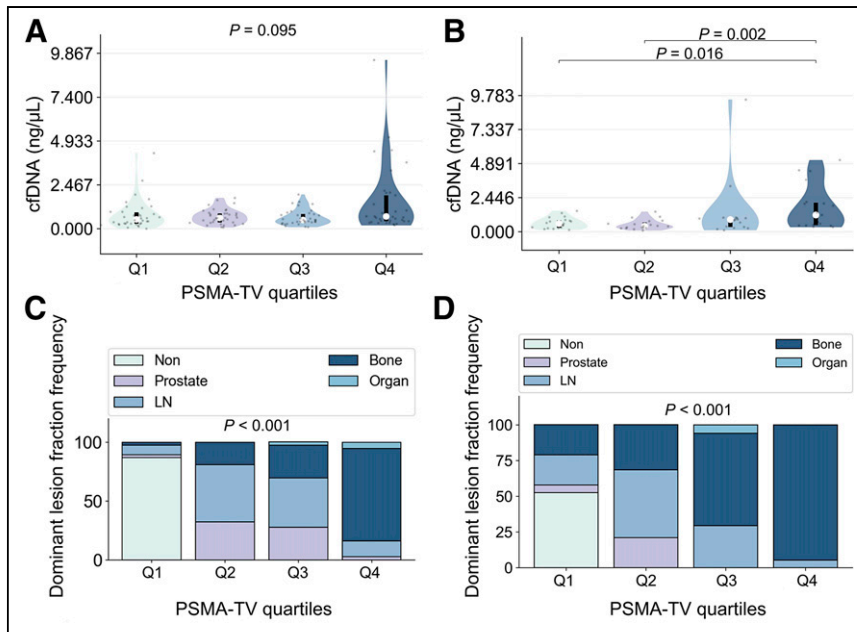 A
P = 0.095
9.867
7.400
4.933
2.467
0.000
cfDNA (ng/μL)
Q1 Q2 Q3 Q4
PSMA-TV quartiles
B
P = 0.002
P = 0.016
9.783
7.337
4.891
2.446
0.000
cfDNA (ng/μL)
Q1 Q2 Q3 Q4
PSMA-TV quartiles
C
Non Bone
Prostate Organ
LN
P < 0.001
100
50
0
Dominant lesion fraction frequency
Q1 Q2 Q3 Q4
PSMA-TV quartiles
D
Non Bone
Prostate Organ
LN
P < 0.001
100
75
50
25
0
Dominant lesion fraction frequency
Q1 Q2 Q3 Q4
PSMA-TV quartiles